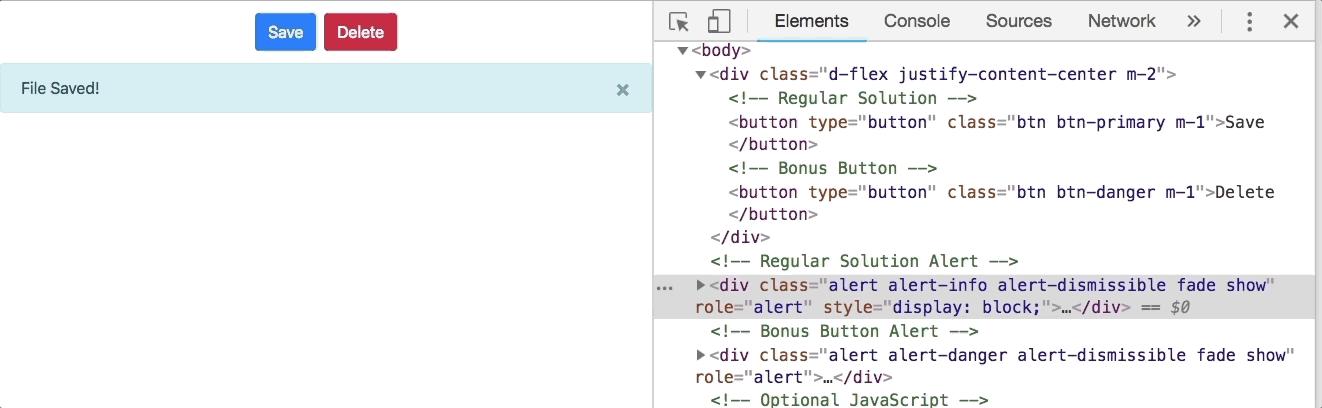 Save Delete
File Saved! ×
Elements Console Sources Network »
▼<body>
▼<div class="d-flex justify-content-center m-2">
<!-- Regular Solution -->
<button type="button" class="btn btn-primary m-1">Save
</button>
<!-- Bonus Button -->
<button type="button" class="btn btn-danger m-1">Delete
</button>
</div>
<!-- Regular Solution Alert -->
… ▶<div class="alert alert-info alert-dismissible fade show"
role="alert" style="display: block;">…</div> == $0
<!-- Bonus Button Alert -->
▶<div class="alert alert-danger alert-dismissible fade show"
role="alert">…</div>
<!-- Optional JavaScript -->